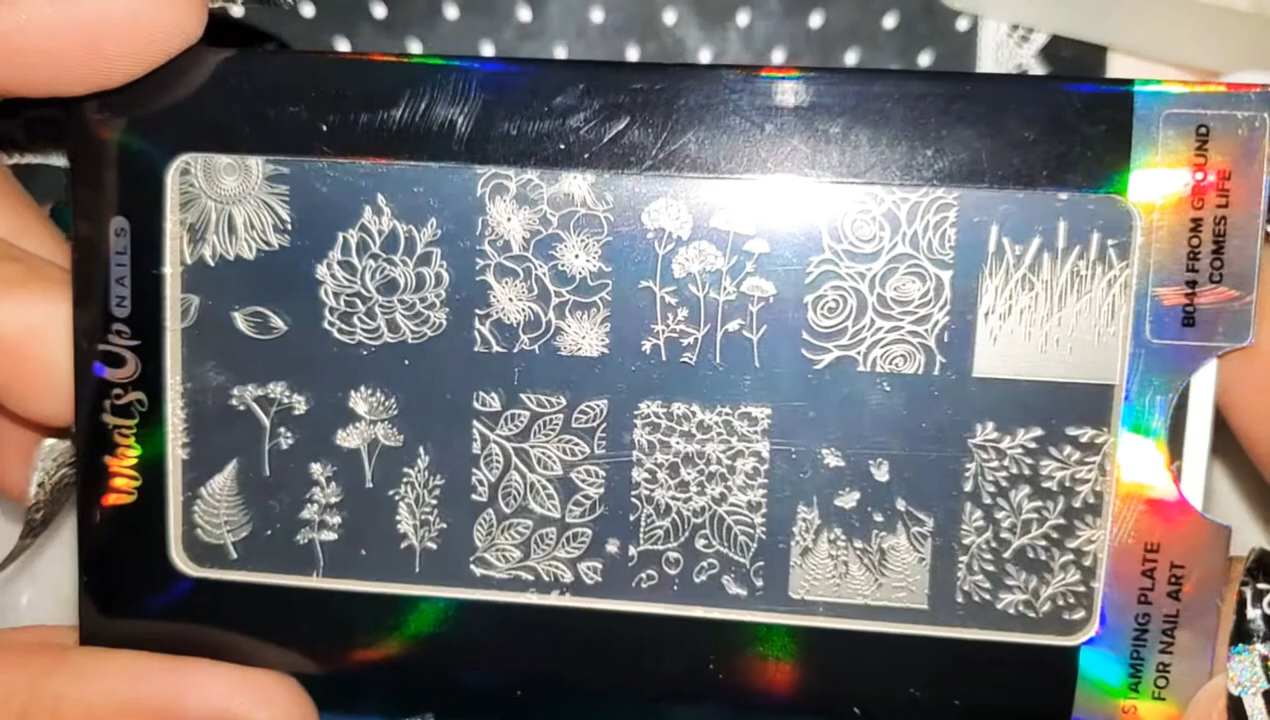 What's Up NAILS
B044 FROM GROUND
COMES LIFE
STAMPING PLATE
FOR NAIL ART